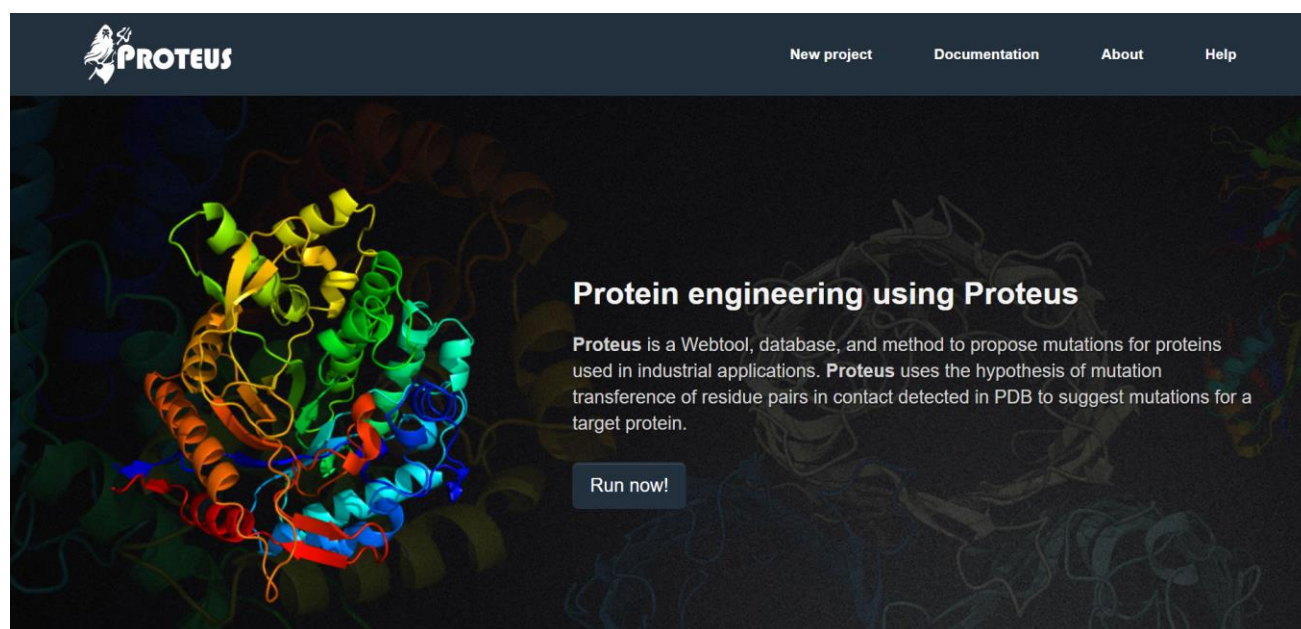 PROTEUS
New project Documentation About Help
Protein engineering using Proteus
Proteus is a Webtool, database, and method to propose mutations for proteins
used in industrial applications. Proteus uses the hypothesis of mutation
transference of residue pairs in contact detected in PDB to suggest mutations for a
target protein.
Run now!